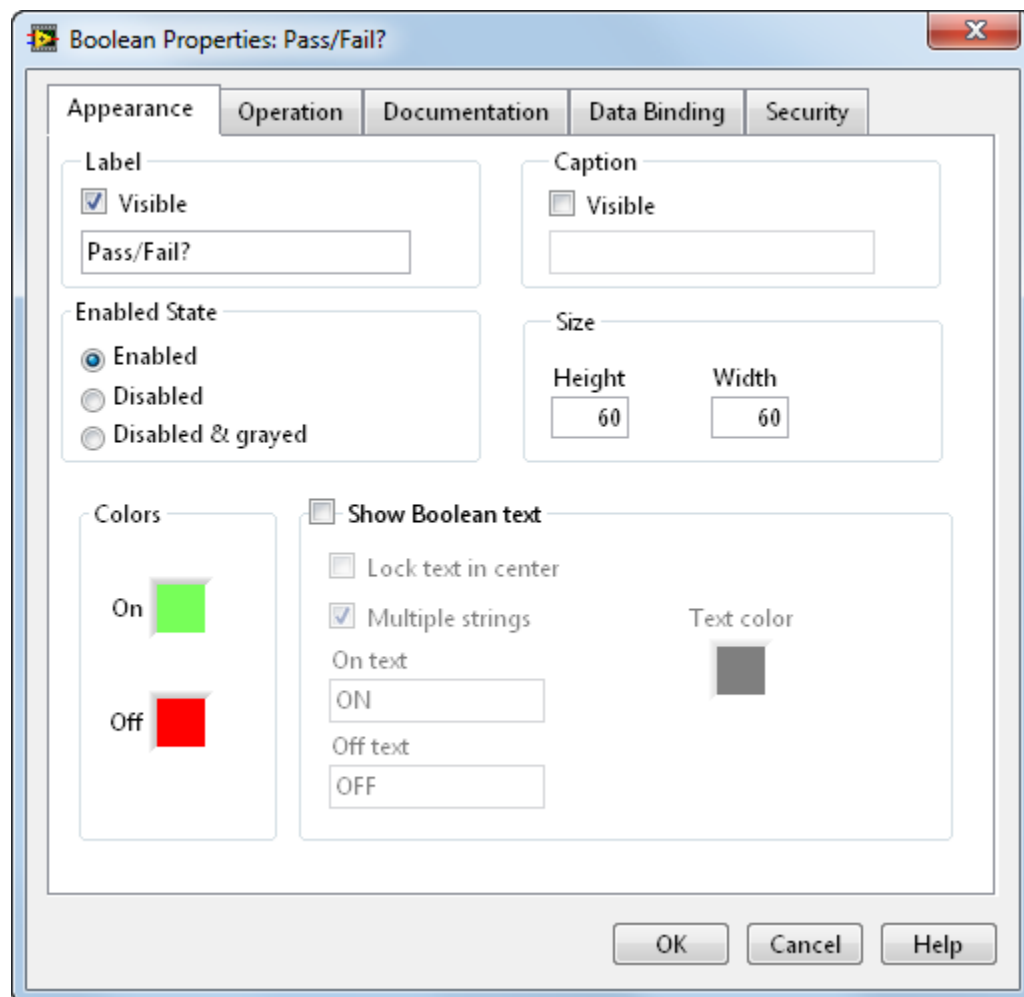 Boolean Properties: Pass/Fail?
X
Appearance Operation Documentation Data Binding Security
Label
Visible
Pass/Fail?
Caption
Visible
Enabled State
Enabled
Disabled
Disabled & grayed
Size
Height Width
60 60
Colors
On
Off
Show Boolean text
Lock text in center
Multiple strings
On text
ON
Off text
OFF
Text color
OK Cancel Help